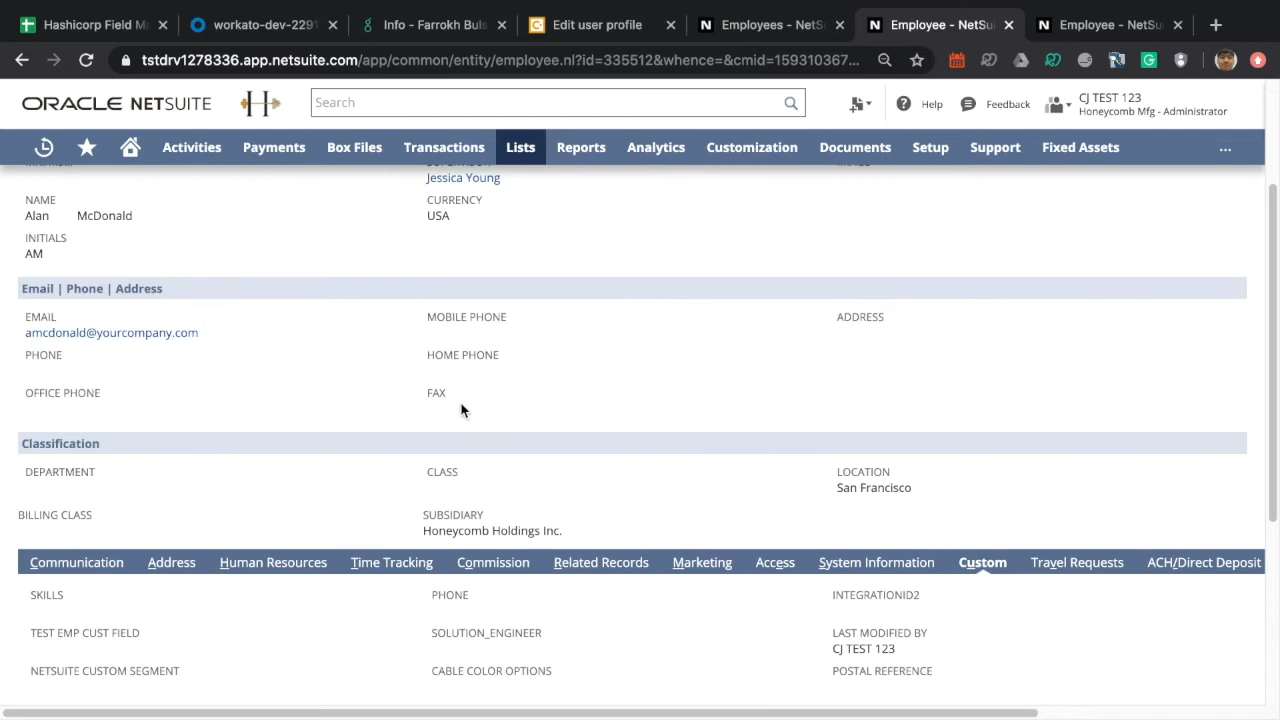 Hashicorp Field M
workato-dev-2291
Info - Farrokh Buls
Edit user profile
Employees - NetSu
Employee - NetSui
Employee - NetSui
tstdrv1278336.app.netsuite.com/app/common/entity/employee.nl?id=335512&whence=&cmid=159310367...
ORACLE NETSUITE
Search
Help
Feedback
CJ TEST 123
Honeycomb Mfg - Administrator
Activities
Payments
Box Files
Transactions
Lists
Reports
Analytics
Customization
Documents
Setup
Support
Fixed Assets
...
Jessica Young
NAME
CURRENCY
Alan McDonald
USA
INITIALS
AM
Email | Phone | Address
EMAIL
MOBILE PHONE
ADDRESS
amcdonald@yourcompany.com
PHONE
HOME PHONE
OFFICE PHONE
FAX
Classification
DEPARTMENT
CLASS
LOCATION
San Francisco
BILLING CLASS
SUBSIDIARY
Honeycomb Holdings Inc.
Communication
Address
Human Resources
Time Tracking
Commission
Related Records
Marketing
Access
System Information
Custom
Travel Requests
ACH/Direct Deposit
SKILLS
PHONE
INTEGRATIONID2
TEST EMP CUST FIELD
SOLUTION_ENGINEER
LAST MODIFIED BY
CJ TEST 123
NETSUITE CUSTOM SEGMENT
CABLE COLOR OPTIONS
POSTAL REFERENCE